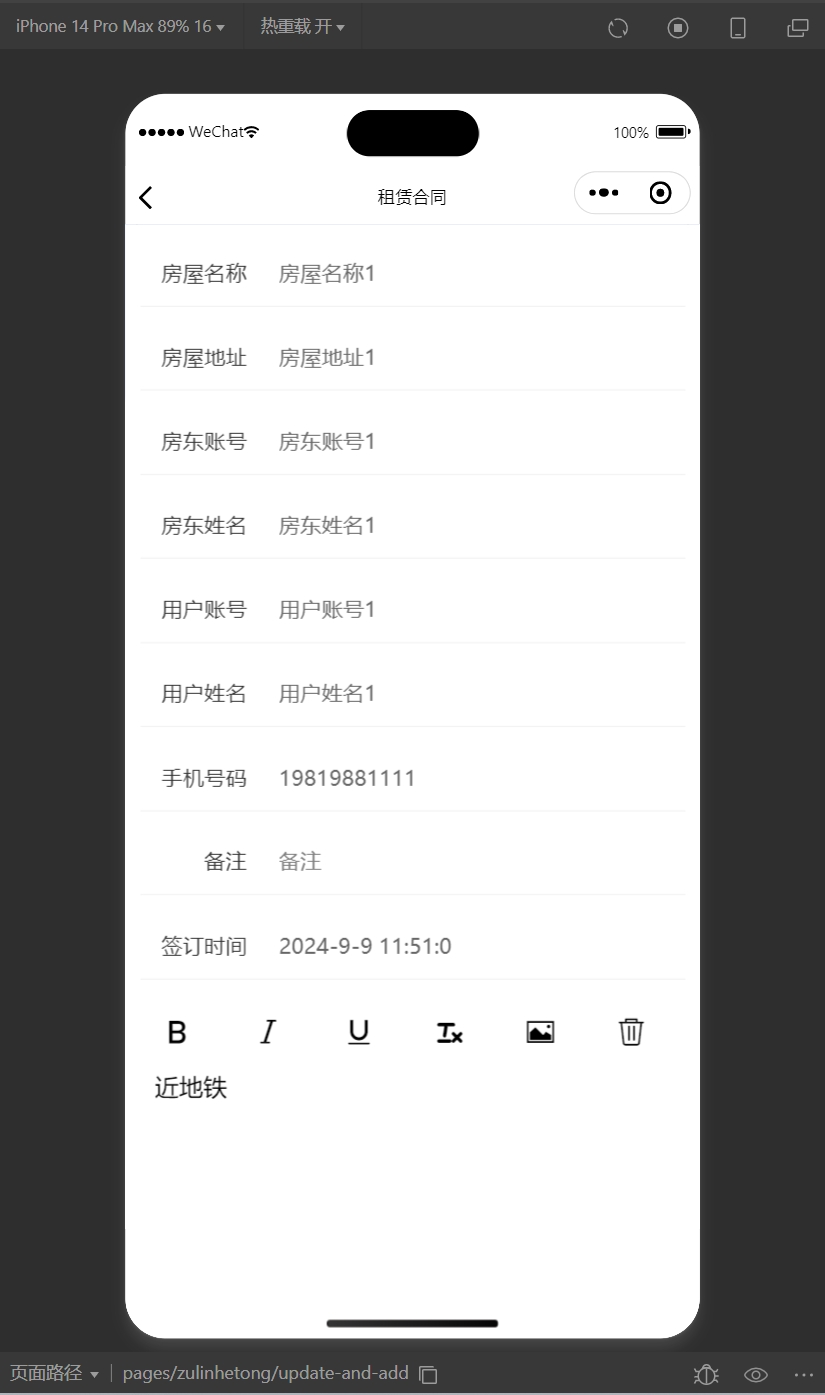 iPhone 14 Pro Max 89% 16 热重载 开
WeChat 100%
租赁合同
房屋名称 房屋名称1
房屋地址 房屋地址1
房东账号 房东账号1
房东姓名 房东姓名1
用户账号 用户账号1
用户姓名 用户姓名1
手机号码 19819881111
备注 备注
签订时间 2024-9-9 11:51:0
B I U Tx
近地铁
页面路径 pages/zulinhetong/update-and-add